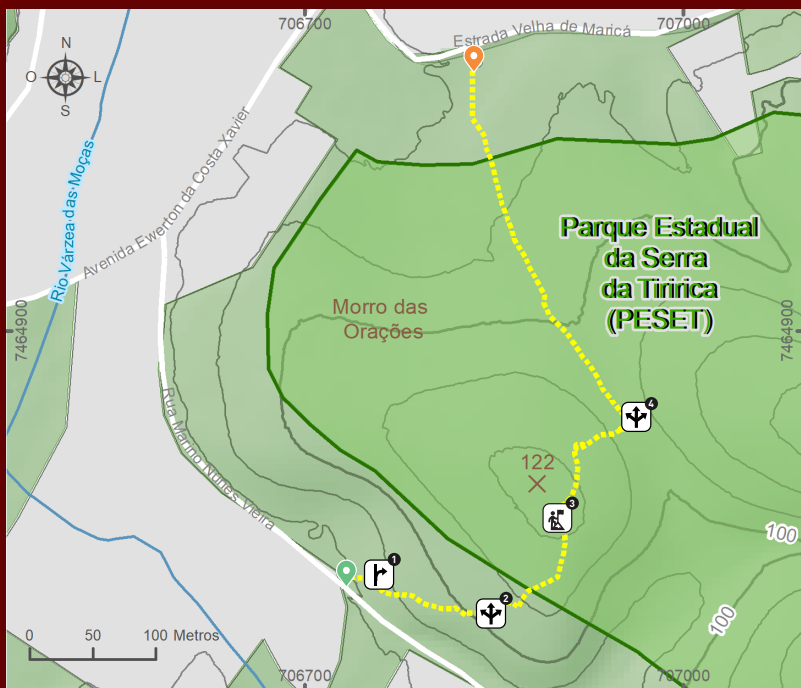 706700
707000
Estrada Velha de Maricá
N
O
L
S
Avenida Ewerton da Costa Xavier
Rio Várzea das Moças
Parque Estadual
da Serra
da Tiririca
(PESET)
Morro das
Orações
7464900
7464900
4
122
3
Rua Marino Nunes Vieira
100
1
2
100
0 50 100 Metros
706700
707000